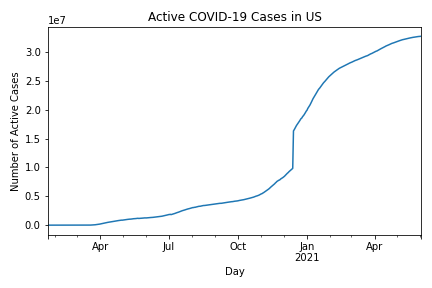 Active COVID-19 Cases in US
1e7
Number of Active Cases
3.0
2.5
2.0
1.5
1.0
0.5
0.0
Apr Jul Oct Jan Apr
2021
Day